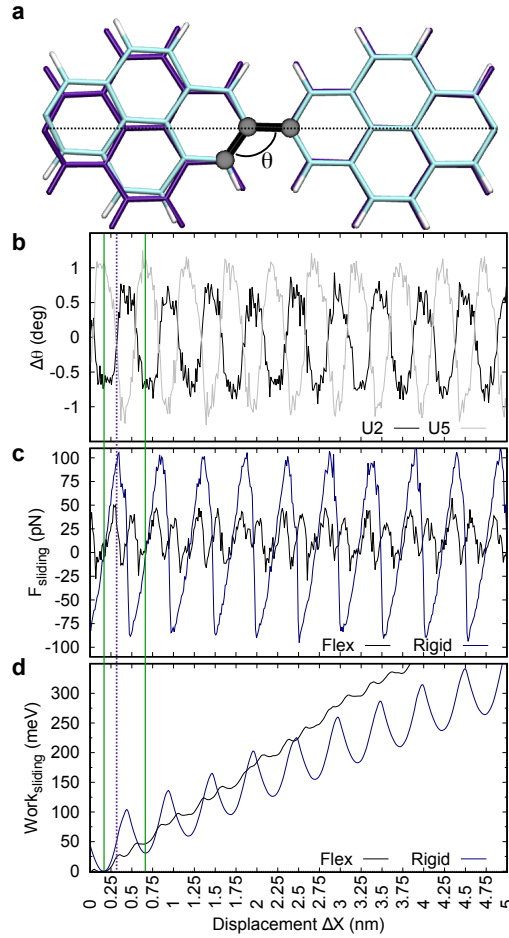 a
θ
b
Δθ (deg)
1
0.5
0
-0.5
-1
U2
U5
c
F sliding (pN)
100
75
50
25
0
-25
-50
-75
-100
Flex
Rigid
d
Work sliding (meV)
300
250
200
150
100
50
0
Flex
Rigid
0 0.25 0.5 0.75 1 1.25 1.5 1.75 2 2.25 2.5 2.75 3 3.25 3.5 3.75 4 4.25 4.5 4.75 5
Displacement ΔX (nm)